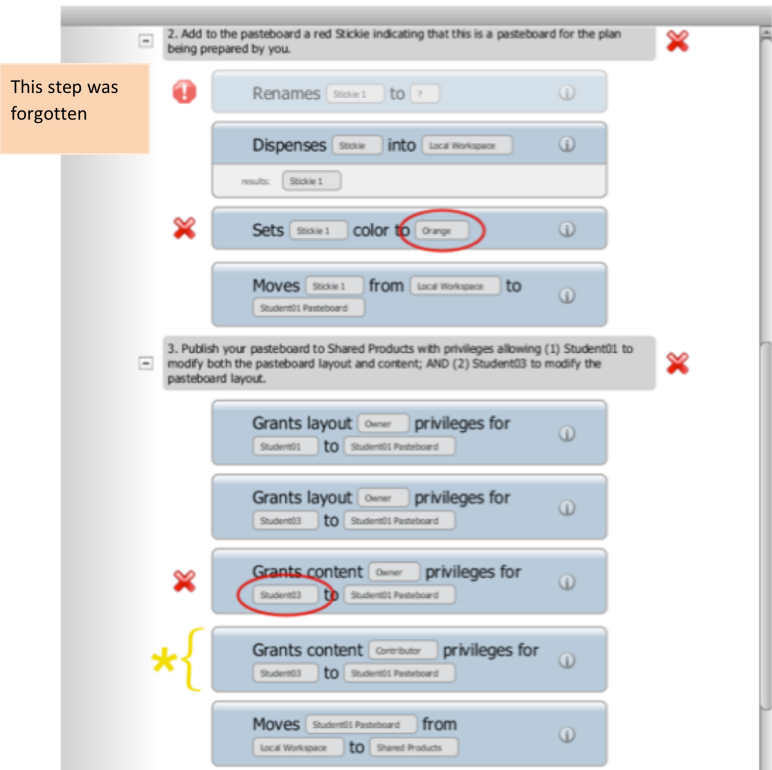 2. Add to the pasteboard a red Stickie indicating that this is a pasteboard for the plan
being prepared by you.
This step was
forgotten
Renames Stickie 1 to ?
Dispenses Stickie into Local Workspace
results: Stickie 1
Sets Stickie 1 color to Orange
Moves Stickie 1 from Local Workspace to
Student01 Pasteboard
3. Publish your pasteboard to Shared Products with privileges allowing (1) Student01 to
modify both the pasteboard layout and content; AND (2) Student03 to modify the
pasteboard layout.
Grants layout Owner privileges for
Student01 to Student01 Pasteboard
Grants layout Owner privileges for
Student03 to Student01 Pasteboard
Grants content Owner privileges for
Student03 to Student01 Pasteboard
*{
Grants content Contributor privileges for
Student03 to Student01 Pasteboard
Moves Student01 Pasteboard from
Local Workspace to Shared Products